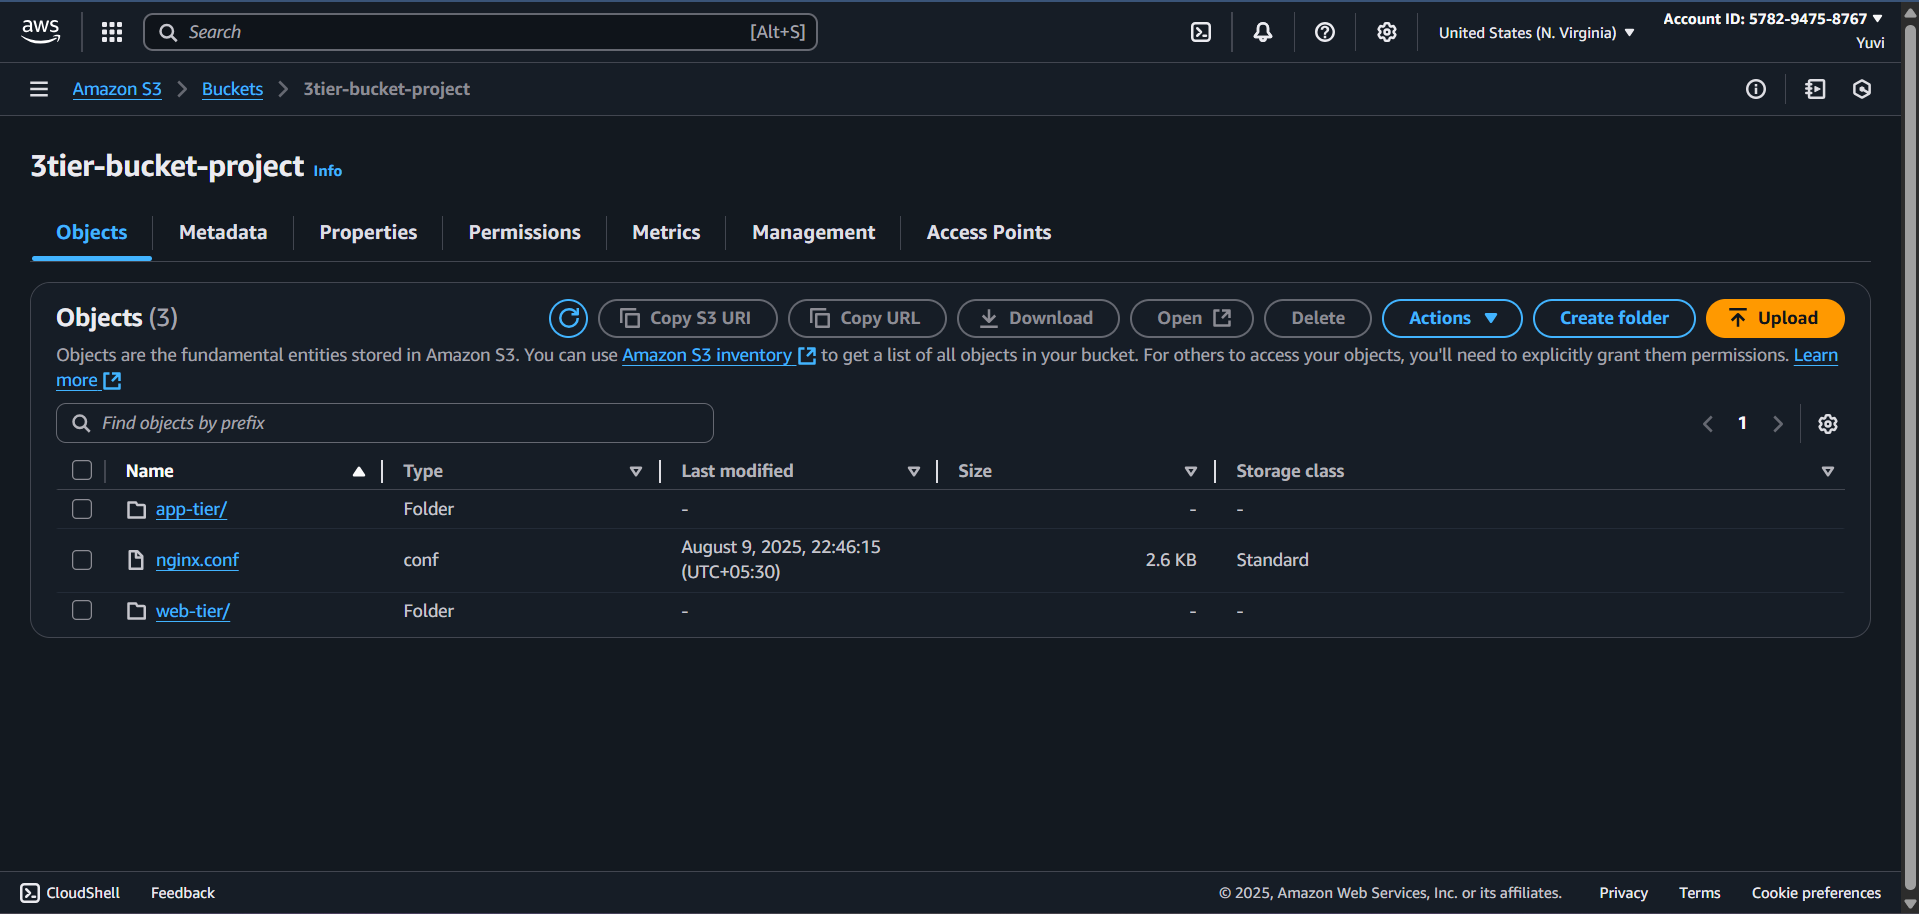 aws Search [Alt+S] United States (N. Virginia) Account ID: 5782-9475-8767
Yuvi
Amazon S3 Buckets 3tier-bucket-project
3tier-bucket-project Info
Objects Metadata Properties Permissions Metrics Management Access Points
Objects (3) Copy S3 URI Copy URL Download Open Delete Actions Create folder Upload
Objects are the fundamental entities stored in Amazon S3. You can use Amazon S3 inventory to get a list of all objects in your bucket. For others to access your objects, you'll need to explicitly grant them permissions. Learn
more
Find objects by prefix 1
Name Type Last modified Size Storage class
app-tier/ Folder - - -
nginx.conf conf August 9, 2025, 22:46:15 (UTC+05:30) 2.6 KB Standard
web-tier/ Folder - - -
CloudShell Feedback © 2025, Amazon Web Services, Inc. or its affiliates. Privacy Terms Cookie preferences